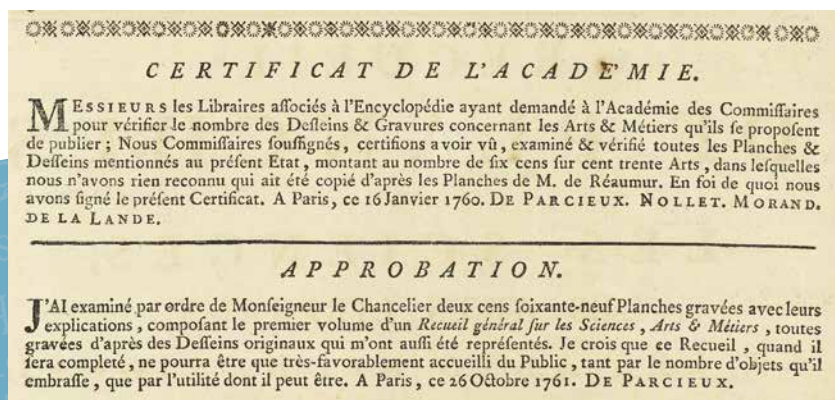 CERTIFICAT DE L'ACADE'MIE.
MESSIEURS les Libraires aſſociés à l'Encyclopédie ayant demandé à l'Académie des Commiſſaires
pour vérifier le nombre des Deſſeins & Gravures concernant les Arts & Métiers qu'ils ſe propoſent
de publier ; Nous Commiſſaires ſouſſignés, certifions avoir vû, examiné & vérifié toutes les Planches &
Deſſeins mentionnés au préſent Etat, montant au nombre de ſix cens ſur cent trente Arts, dans leſquelles
nous n'avons rien reconnu qui ait été copié d'après les Planches de M. de Réaumur. En foi de quoi nous
avons ſigné le préſent Certificat. A Paris, ce 16 Janvier 1760. DE PARCIEUX. NOLLET. MORAND.
DE LA LANDE.
APPROBATION.
J'AI examiné par ordre de Monſeigneur le Chancelier deux cens ſoixante-neuf Planches gravées avec leurs
explications, compoſant le premier volume d'un Recueil général ſur les Sciences, Arts & Métiers, toutes
gravées d'après des Deſſeins originaux qui m'ont auſſi été repréſentés. Je crois que ce Recueil, quand il
ſera completé, ne pourra être que très-favorablement accueilli du Public, tant par le nombre d'objets qu'il
embraſſe, que par l'utilité dont il peut être. A Paris, ce 26 Octobre 1761. DE PARCIEUX.